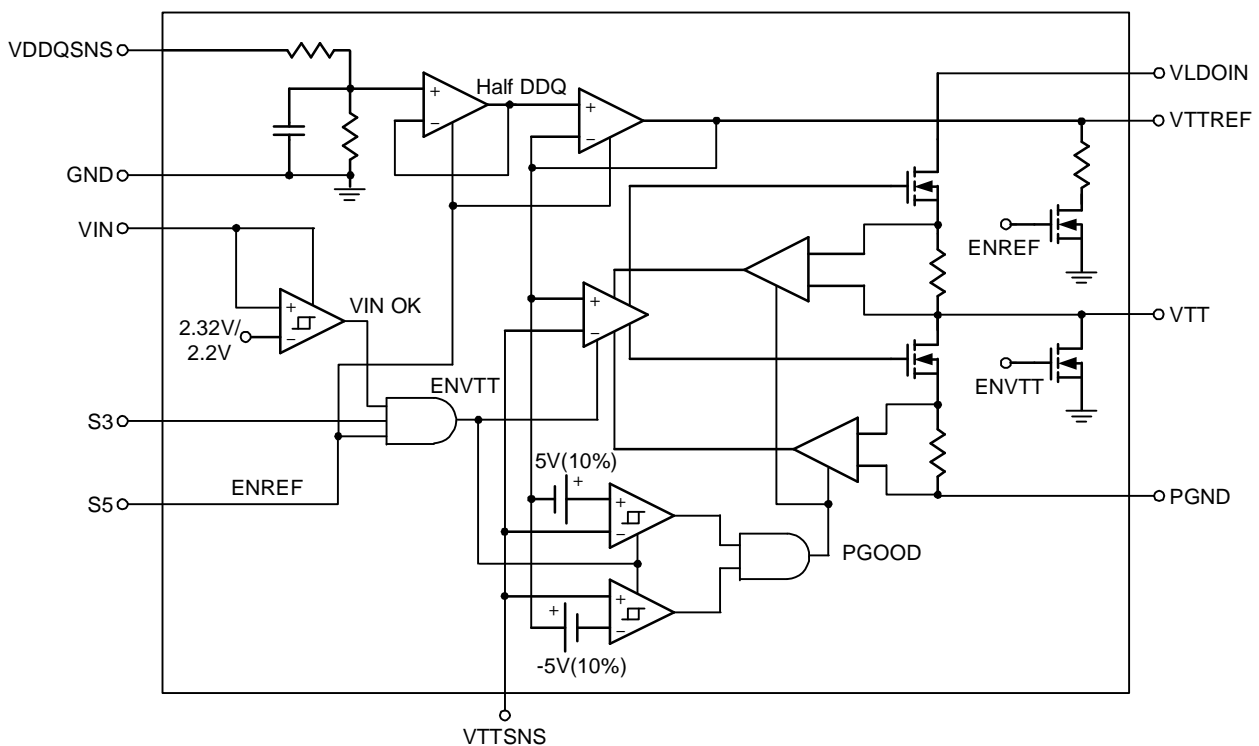 VDDQSNS
VLDOIN
Half DDQ
VTTREF
GND
VIN
ENREF
VIN OK
2.32V/
2.2V
VTT
ENVTT
ENVTT
S3
5V(10%)
ENREF
S5
PGND
PGOOD
-5V(10%)
VTTSNS